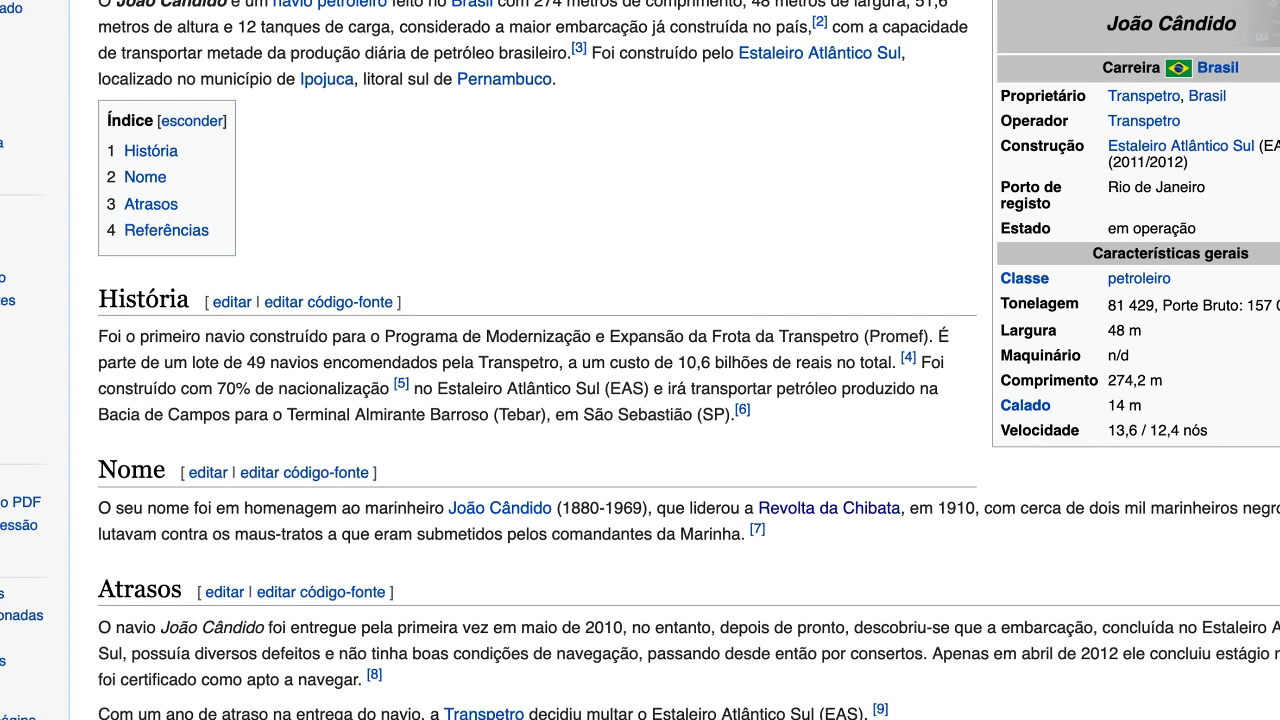 ado
O João Cândido é um navio petroleiro feito no Brasil com 274 metros de comprimento, 48 metros de largura, 51,6
metros de altura e 12 tanques de carga, considerado a maior embarcação já construída no país,[2] com a capacidade
de transportar metade da produção diária de petróleo brasileiro.[3] Foi construído pelo Estaleiro Atlântico Sul,
localizado no município de Ipojuca, litoral sul de Pernambuco.
Índice [esconder]
1 História
2 Nome
3 Atrasos
4 Referências
História [ editar | editar código-fonte ]
Foi o primeiro navio construído para o Programa de Modernização e Expansão da Frota da Transpetro (Promef). É
parte de um lote de 49 navios encomendados pela Transpetro, a um custo de 10,6 bilhões de reais no total. [4] Foi
construído com 70% de nacionalização [5] no Estaleiro Atlântico Sul (EAS) e irá transportar petróleo produzido na
Bacia de Campos para o Terminal Almirante Barroso (Tebar), em São Sebastião (SP).[6]
Nome [ editar | editar código-fonte ]
O seu nome foi em homenagem ao marinheiro João Cândido (1880-1969), que liderou a Revolta da Chibata, em 1910, com cerca de dois mil marinheiros negro
lutavam contra os maus-tratos a que eram submetidos pelos comandantes da Marinha. [7]
Atrasos [ editar | editar código-fonte ]
O navio João Cândido foi entregue pela primeira vez em maio de 2010, no entanto, depois de pronto, descobriu-se que a embarcação, concluída no Estaleiro A
Sul, possuía diversos defeitos e não tinha boas condições de navegação, passando desde então por consertos. Apenas em abril de 2012 ele concluiu estágio
foi certificado como apto a navegar. [8]
Com um ano de atraso na entrega do navio, a Transpetro decidiu multar o Estaleiro Atlântico Sul (EAS). [9]
João Cândido
Carreira Brasil
Proprietário Transpetro, Brasil
Operador Transpetro
Construção Estaleiro Atlântico Sul (EA
(2011/2012)
Porto de Rio de Janeiro
registo
Estado em operação
Características gerais
Classe petroleiro
Tonelagem 81 429, Porte Bruto: 157 0
Largura 48 m
Maquinário n/d
Comprimento 274,2 m
Calado 14 m
Velocidade 13,6 / 12,4 nós
a
o
tes
o PDF
essão
s
onadas
s
página